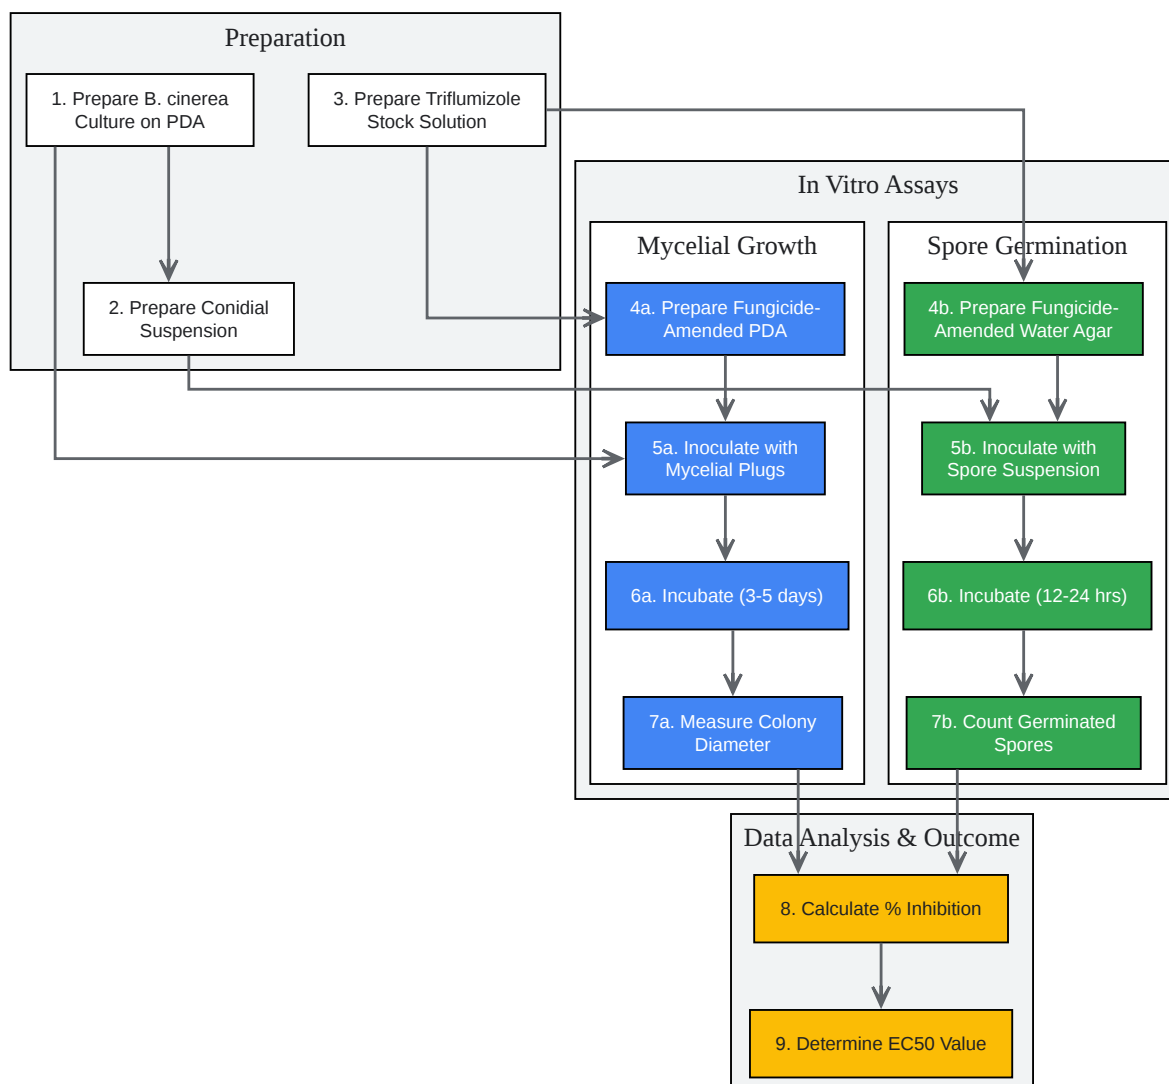 Preparation
1. Prepare B. cinerea
Culture on PDA
3. Prepare Triflumizole
Stock Solution
2. Prepare Conidial
Suspension
In Vitro Assays
Mycelial Growth
4a. Prepare Fungicide-
Amended PDA
5a. Inoculate with
Mycelial Plugs
6a. Incubate (3-5 days)
7a. Measure Colony
Diameter
Spore Germination
4b. Prepare Fungicide-
Amended Water Agar
5b. Inoculate with
Spore Suspension
6b. Incubate (12-24 hrs)
7b. Count Germinated
Spores
Data Analysis & Outcome
8. Calculate % Inhibition
9. Determine EC50 Value